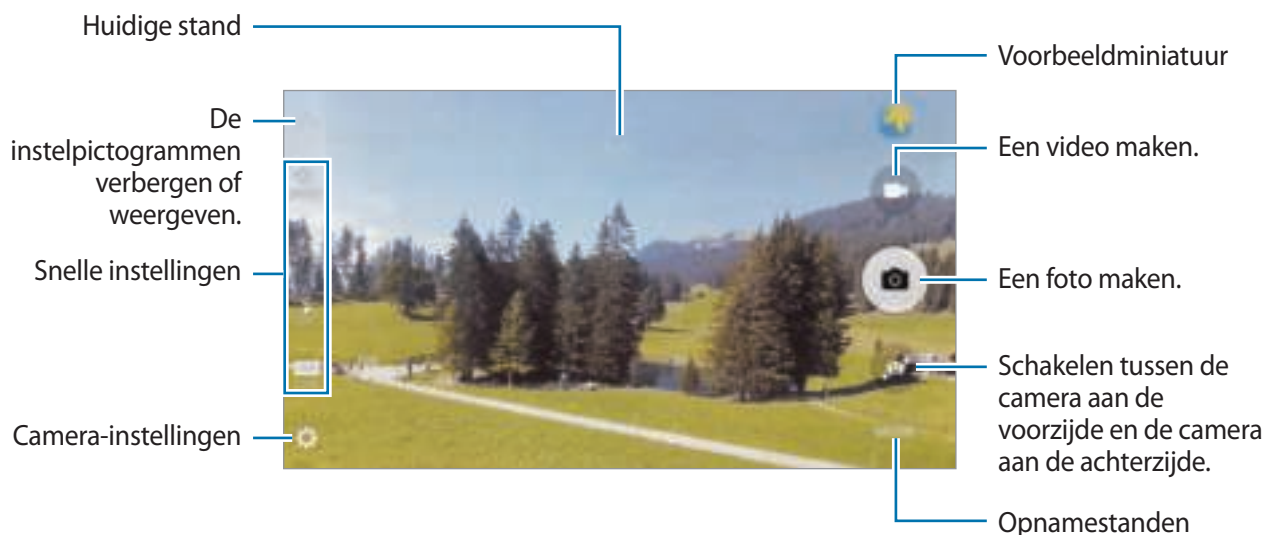 Huidige stand
De
instelpictogrammen
verbergen of
weergeven.
Snelle instellingen
Camera-instellingen
Voorbeeldminiatuur
Een video maken.
Een foto maken.
Schakelen tussen de
camera aan de
voorzijde en de camera
aan de achterzijde.
Opnamestanden